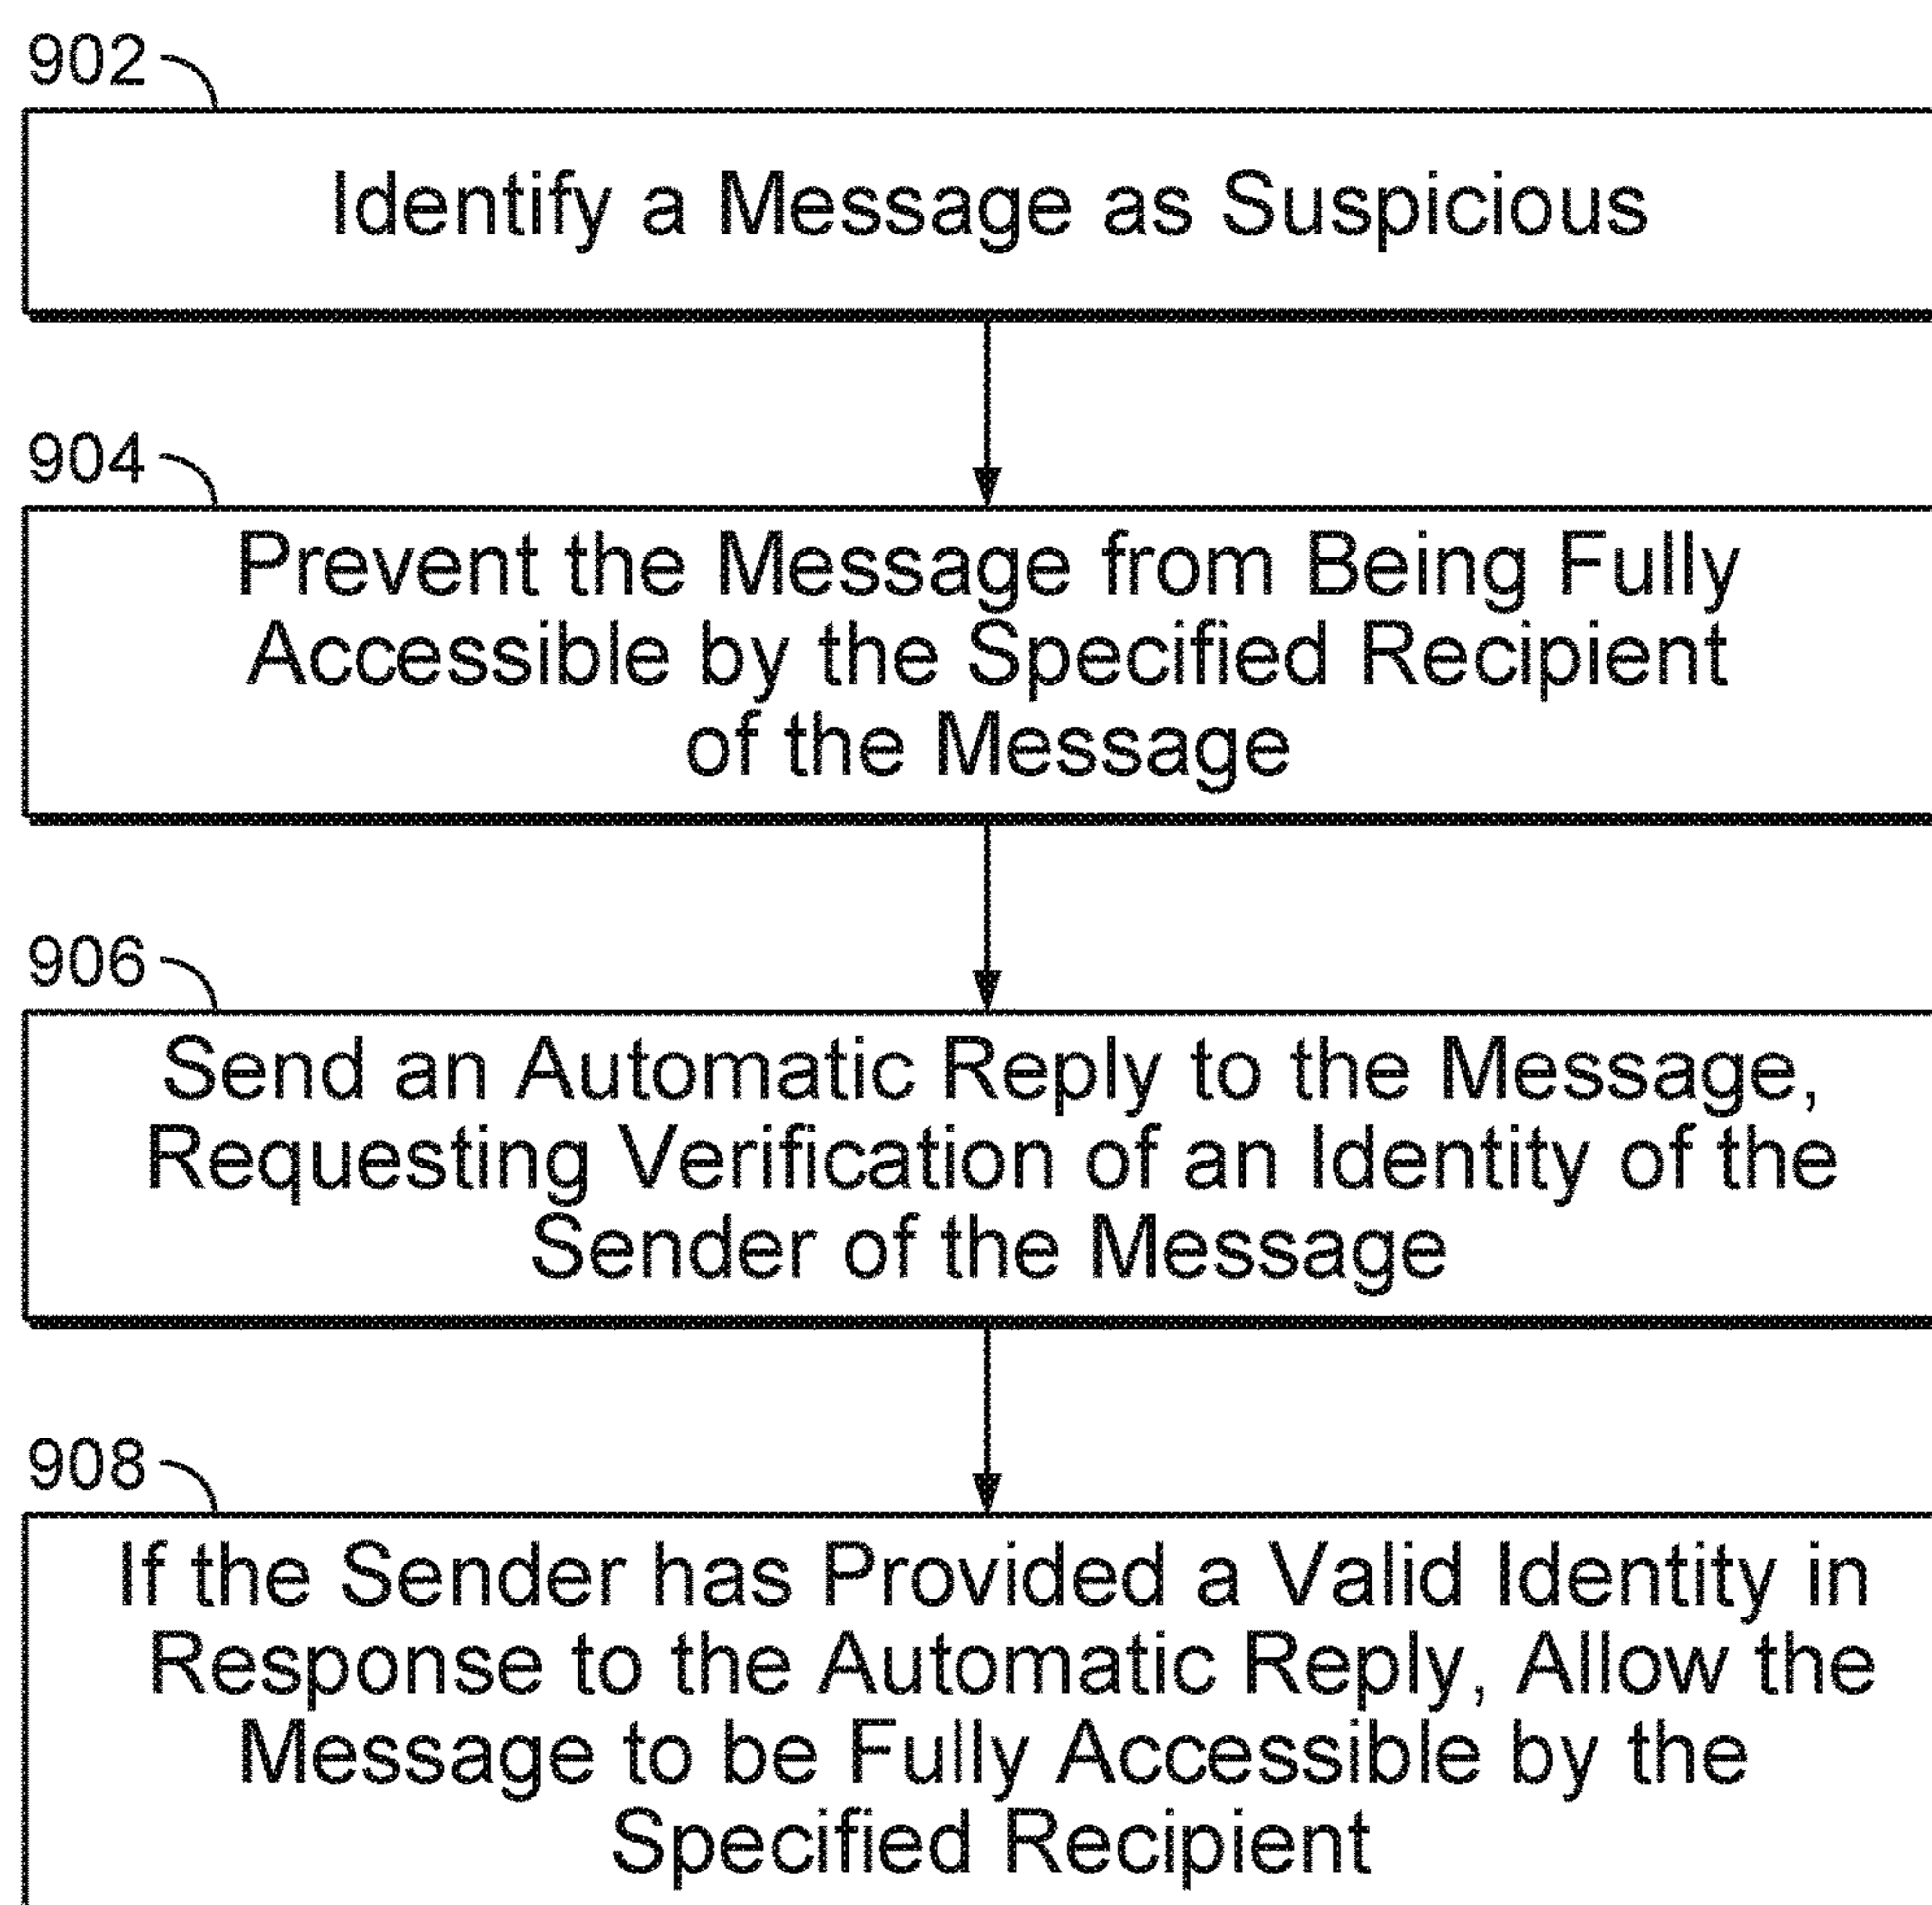 902
Identify a Message as Suspicious
904
Prevent the Message from Being Fully
Accessible by the Specified Recipient
of the Message
906
Send an Automatic Reply to the Message,
Requesting Verification of an Identity of the
Sender of the Message
908
If the Sender has Provided a Valid Identity in
Response to the Automatic Reply, Allow the
Message to be Fully Accessible by the
Specified Recipient